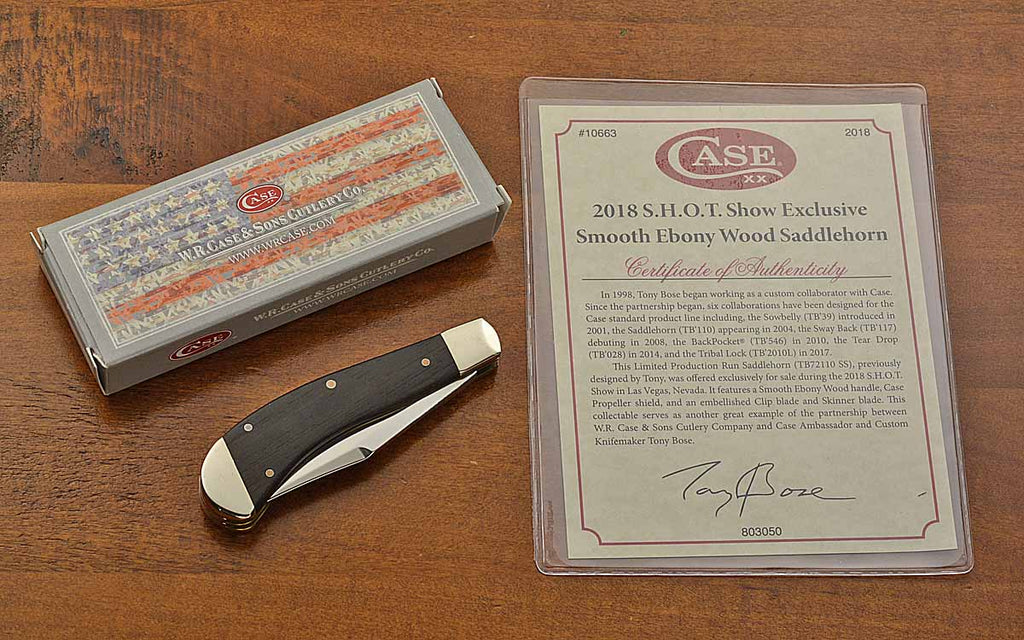 CASE
W.R. CASE & SONS CUTLERY CO.
WWW.WRCASE.COM
CASE
W.R. CASE & SONS CUTLERY CO.
WWW.WRCASE.COM
#10663
2018
CASE
XX
2018 S.H.O.T. Show Exclusive
Smooth Ebony Wood Saddlehorn
Certificate of Authenticity
In 1998, Tony Bose began working as a custom collaborator with Case.
Since the partnership began, six collaborations have been designed for the
Case standard product line including, the Sowbelly (TB'39) introduced in
2001, the Saddlehorn (TB'110) appearing in 2004, the Sway Back (TB'117)
debuting in 2008, the BackPocket® (TB'546) in 2010, the Tear Drop
(TB'028) in 2014, and the Tribal Lock (TB'2010L) in 2017.
This Limited Production Run Saddlehorn (TB72110 SS), previously
designed by Tony, was offered exclusively for sale during the 2018 S.H.O.T.
Show in Las Vegas, Nevada. It features a Smooth Ebony Wood handle, Case
Propeller shield, and an embellished Clip blade and Skinner blade. This
collectable serves as another great example of the partnership between
W.R. Case & Sons Cutlery Company and Case Ambassador and Custom
Knifemaker Tony Bose.
Tony Bose
803050